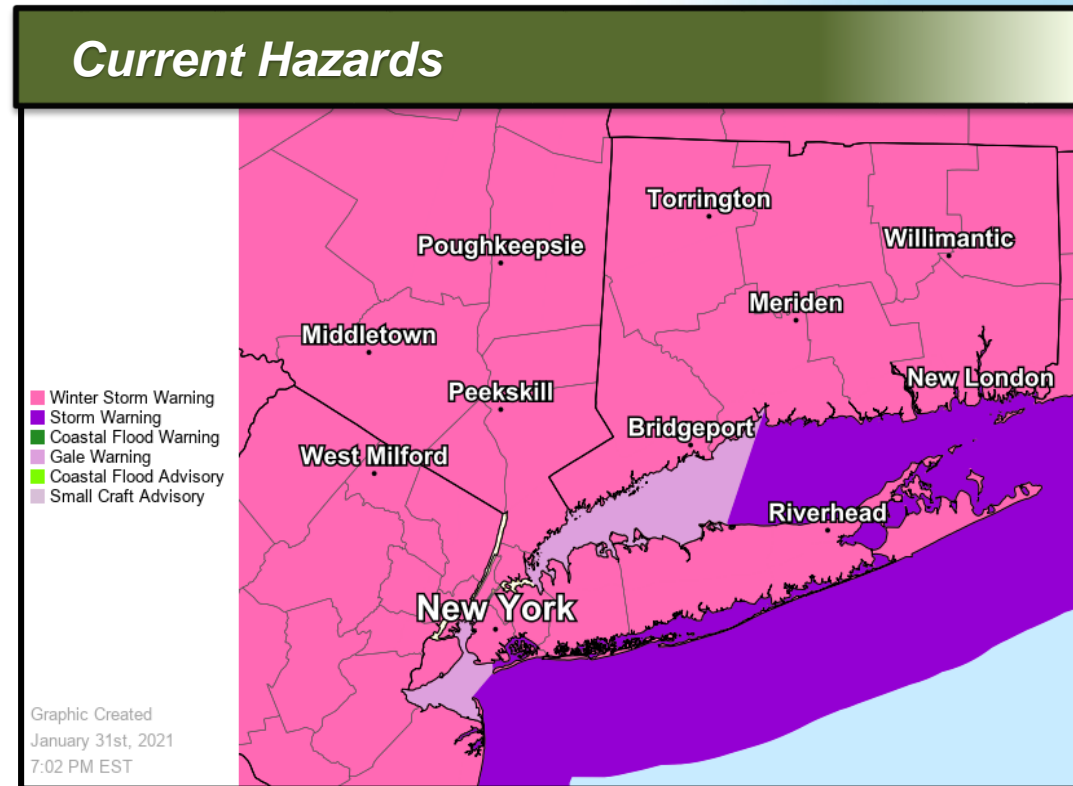 Current Hazards
Torrington
Willimantic
Poughkeepsie
Meriden
Middletown
New London
Peekskill
Bridgeport
West Milford
Riverhead
New York
Winter Storm Warning
Storm Warning
Coastal Flood Warning
Gale Warning
Coastal Flood Advisory
Small Craft Advisory
Graphic Created
January 31st, 2021
7:02 PM EST